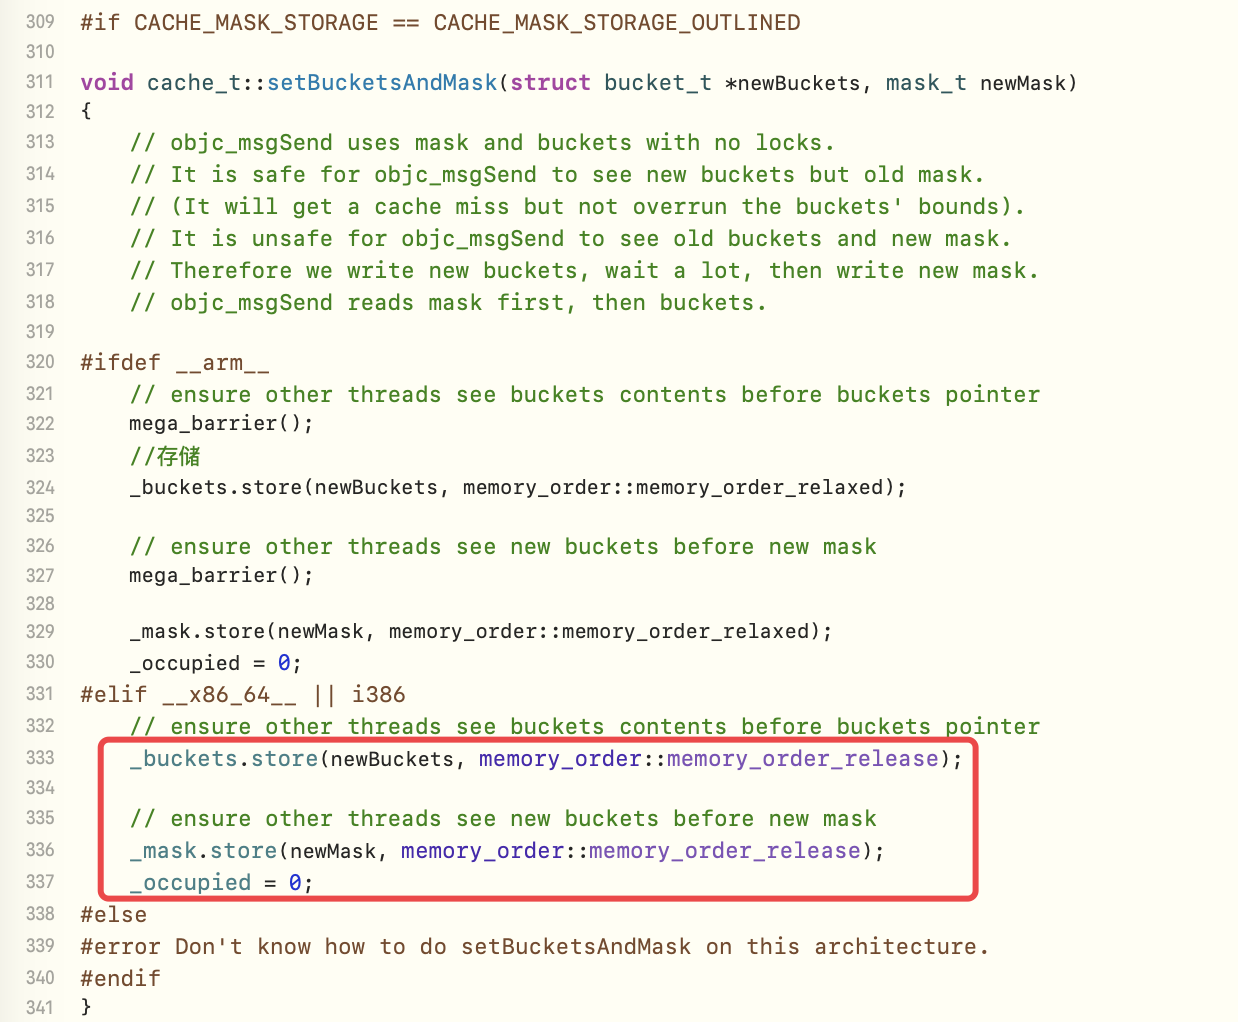 309 #if CACHE_MASK_STORAGE == CACHE_MASK_STORAGE_OUTLINED
310
311 void cache_t::setBucketsAndMask(struct bucket_t *newBuckets, mask_t newMask)
312 {
313     // objc_msgSend uses mask and buckets with no locks.
314     // It is safe for objc_msgSend to see new buckets but old mask.
315     // (It will get a cache miss but not overrun the buckets' bounds).
316     // It is unsafe for objc_msgSend to see old buckets and new mask.
317     // Therefore we write new buckets, wait a lot, then write new mask.
318     // objc_msgSend reads mask first, then buckets.
319
320 #ifdef __arm__
321     // ensure other threads see buckets contents before buckets pointer
322     mega_barrier();
323     //存储
324     _buckets.store(newBuckets, memory_order::memory_order_relaxed);
325
326     // ensure other threads see new buckets before new mask
327     mega_barrier();
328
329     _mask.store(newMask, memory_order::memory_order_relaxed);
330     _occupied = 0;
331 #elif __x86_64__ || i386
332     // ensure other threads see buckets contents before buckets pointer
333     _buckets.store(newBuckets, memory_order::memory_order_release);
334
335     // ensure other threads see new buckets before new mask
336     _mask.store(newMask, memory_order::memory_order_release);
337     _occupied = 0;
338 #else
339 #error Don't know how to do setBucketsAndMask on this architecture.
340 #endif
341 }